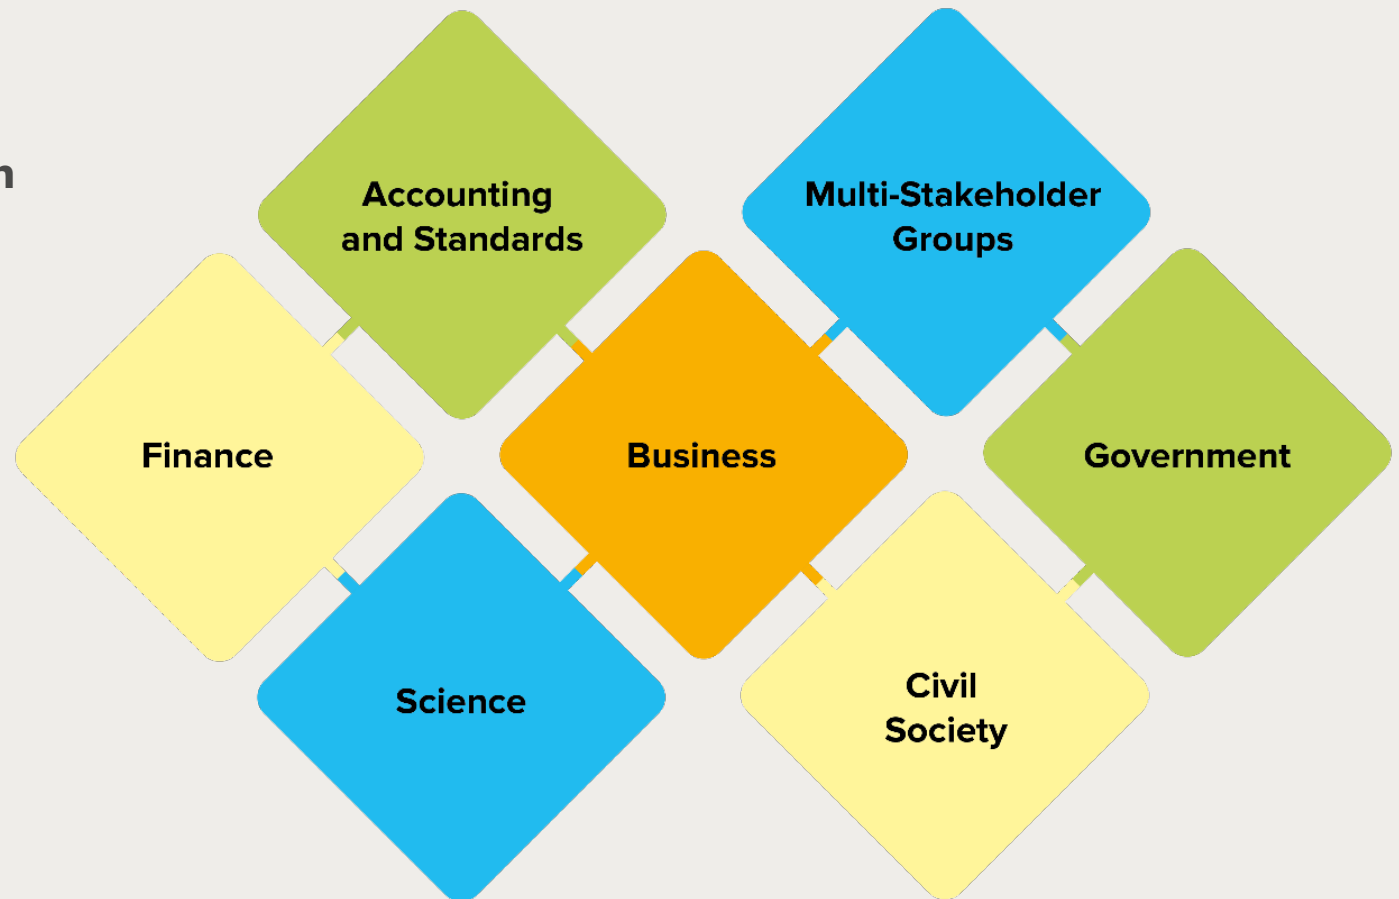 n
Accounting
and Standards
Multi-Stakeholder
Groups
Finance
Business
Government
Science
Civil
Society